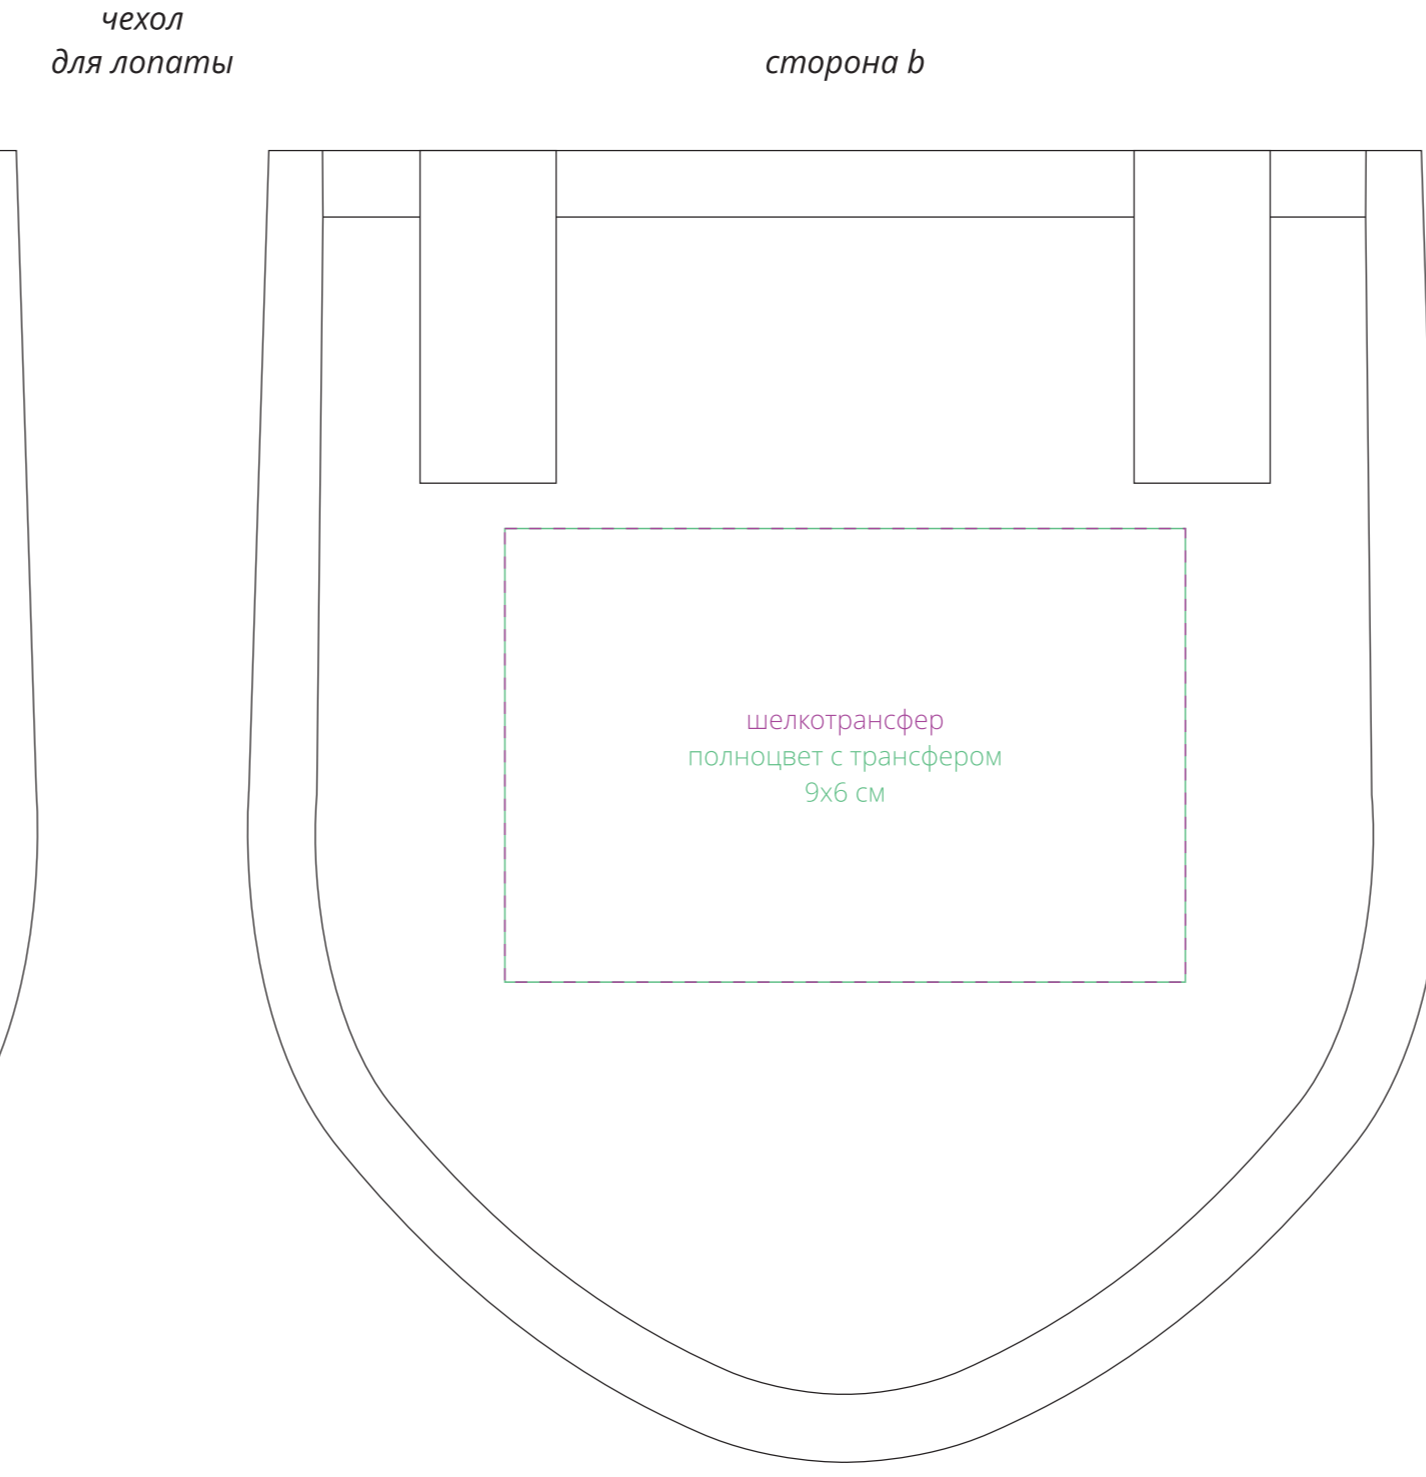 чехол
для лопаты
сторона b
шелкотрансфер
полноцвет с трансфером
9x6 см